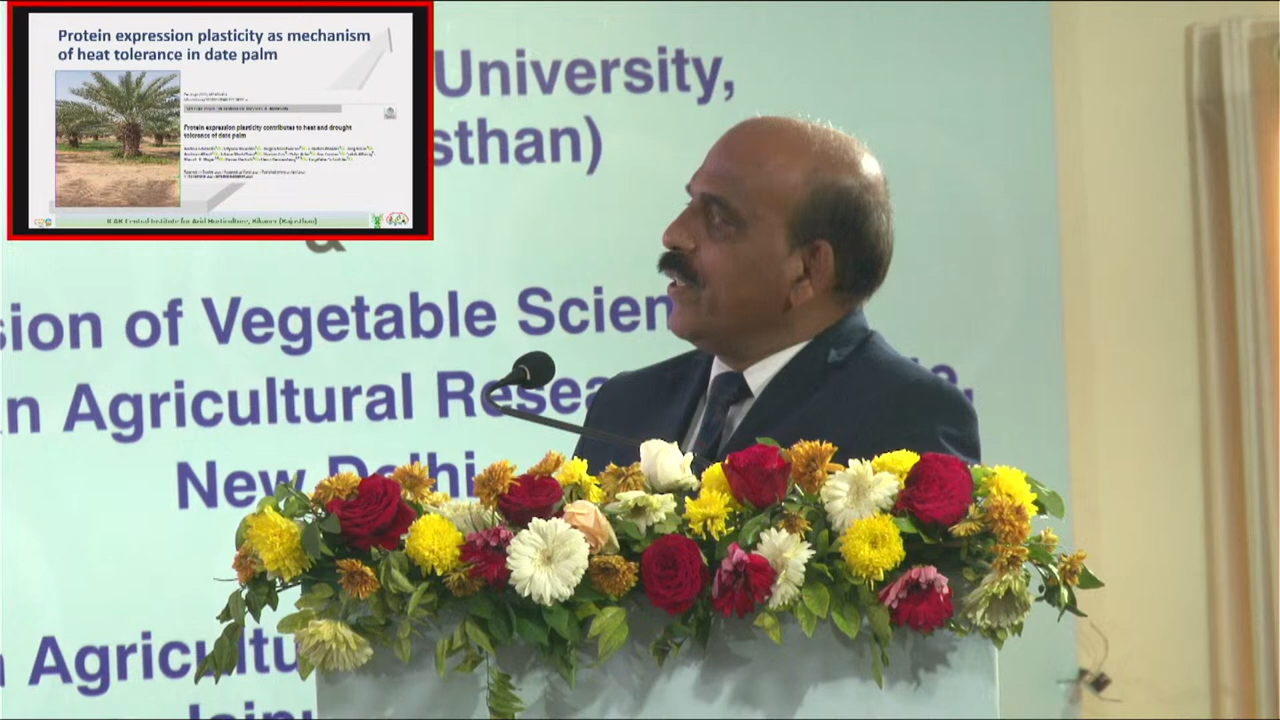 Protein expression plasticity as mechanism
of heat tolerance in date palm
Protein expression plasticity contributes to heat and drought
tolerance of date palm
ICAR-Central Institute for Arid Horticulture, Bikaner (Rajasthan)
University,
sthan)
&
sion of Vegetable Scien
n Agricultural Resea
New Delhi
Agricultu
Jaipu